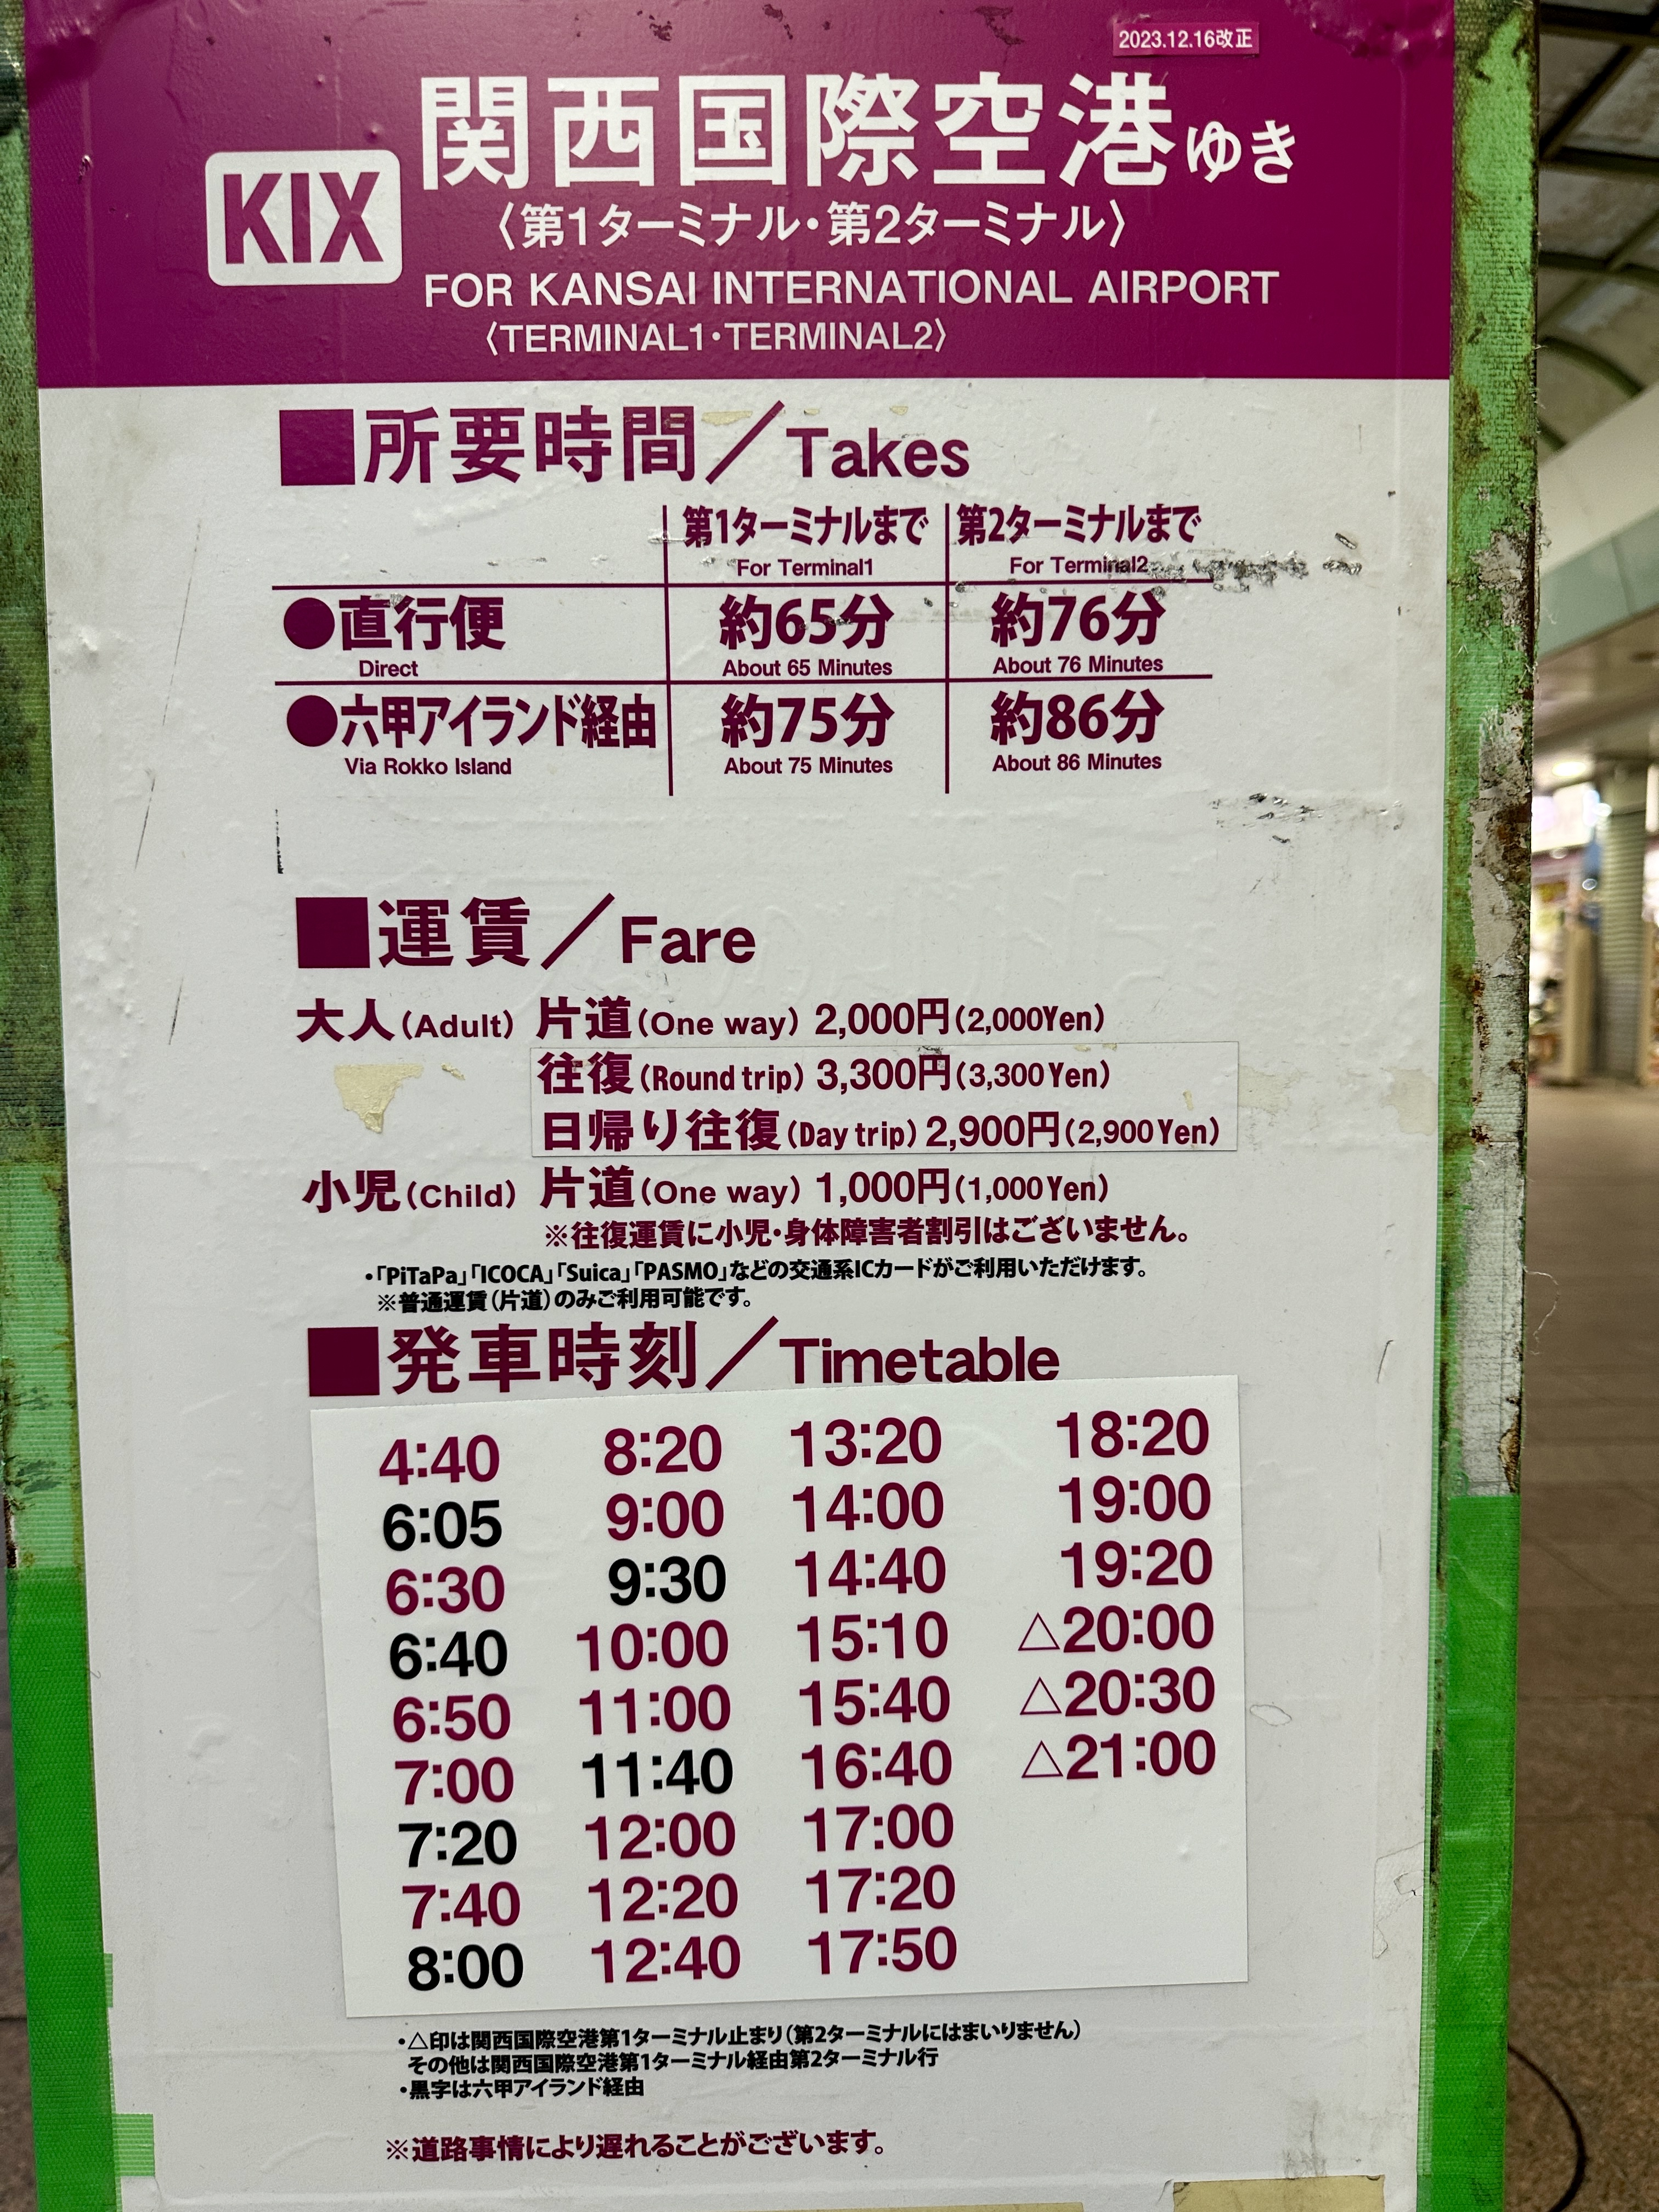 2023.12.16改正
関西国際空港ゆき
KIX
〈第1ターミナル・第2ターミナル〉
FOR KANSAI INTERNATIONAL AIRPORT
〈TERMINAL1・TERMINAL2〉
■所要時間／Takes
第1ターミナルまで 第2ターミナルまで
For Terminal1 For Terminal2
●直行便 約65分 約76分
Direct About 65 Minutes About 76 Minutes
●六甲アイランド経由 約75分 約86分
Via Rokko Island About 75 Minutes About 86 Minutes
■運賃／Fare
大人(Adult) 片道(One way) 2,000円(2,000Yen)
往復(Round trip) 3,300円(3,300Yen)
日帰り往復(Day trip) 2,900円(2,900Yen)
小児(Child) 片道(One way) 1,000円(1,000Yen)
※往復運賃に小児・身体障害者割引はございません。
・「PiTaPa」「ICOCA」「Suica」「PASMO」などの交通系ICカードがご利用いただけます。
※普通運賃(片道)のみご利用可能です。
■発車時刻／Timetable
4:40 8:20 13:20 18:20
6:05 9:00 14:00 19:00
6:30 9:30 14:40 19:20
6:40 10:00 15:10 △20:00
6:50 11:00 15:40 △20:30
7:00 11:40 16:40 △21:00
7:20 12:00 17:00
7:40 12:20 17:20
8:00 12:40 17:50
・△印は関西国際空港第1ターミナル止まり(第2ターミナルにはまいりません)
その他は関西国際空港第1ターミナル経由第2ターミナル行
・黒字は六甲アイランド経由
※道路事情により遅れることがございます。